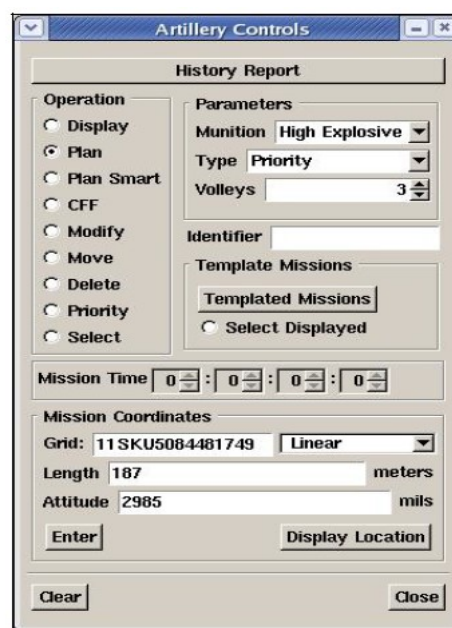 Artillery Controls
History Report
Operation
Display
Plan
Plan Smart
CFF
Modify
Move
Delete
Priority
Select
Parameters
Munition High Explosive
Type Priority
Volleys 3
Identifier
Template Missions
Templated Missions
Select Displayed
Mission Time 0 : 0 : 0 : 0
Mission Coordinates
Grid: 11SKU5084481749 Linear
Length 187 meters
Attitude 2985 mils
Enter Display Location
Clear Close